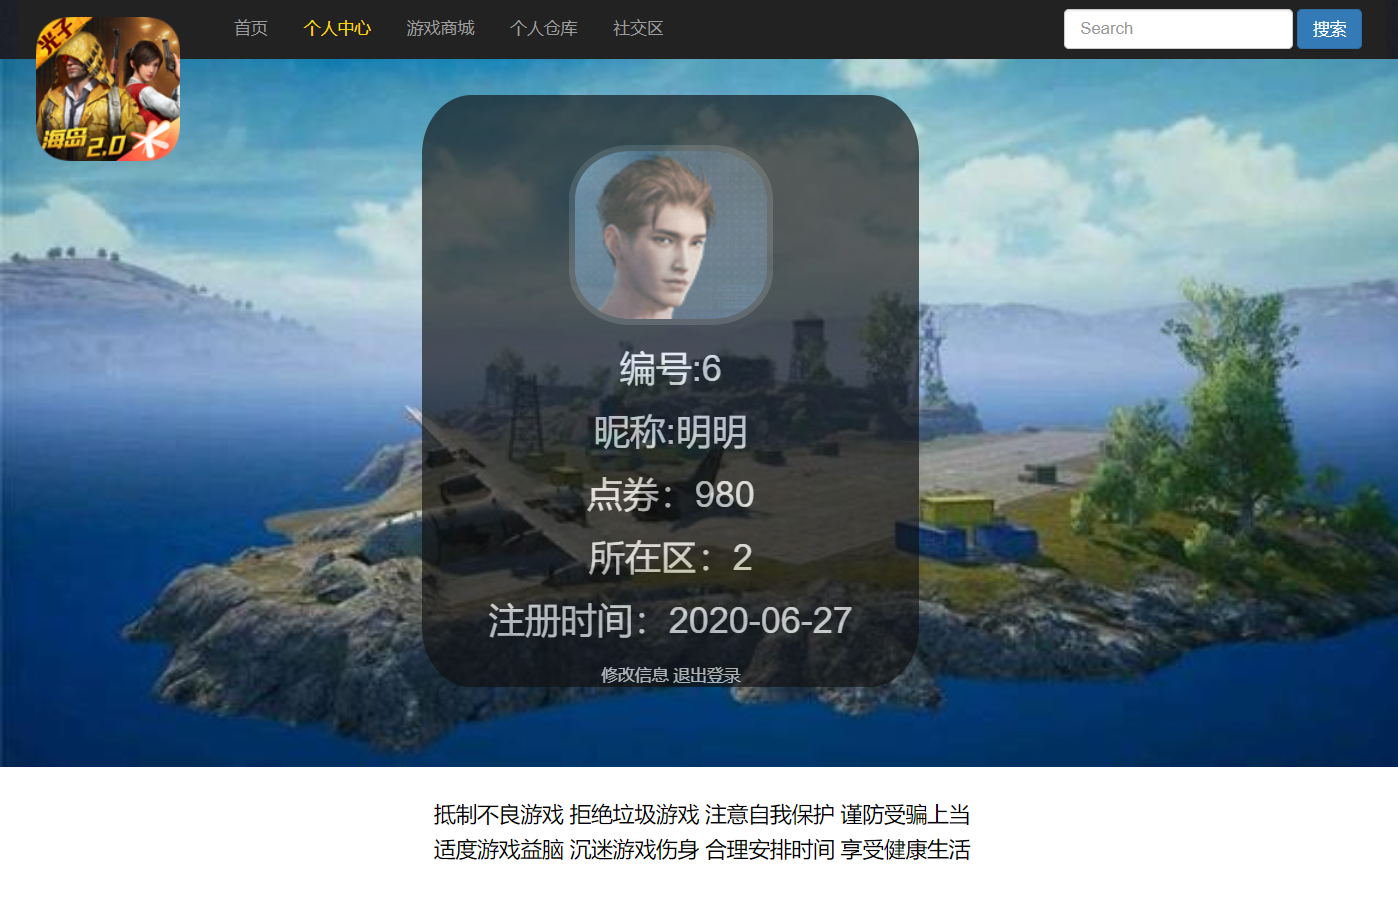 首页 个人中心 游戏商城 个人仓库 社交区 Search 搜索
光子
海岛2.0
编号:6
昵称:明明
点券：980
所在区：2
注册时间：2020-06-27
修改信息 退出登录
抵制不良游戏 拒绝垃圾游戏 注意自我保护 谨防受骗上当
适度游戏益脑 沉迷游戏伤身 合理安排时间 享受健康生活